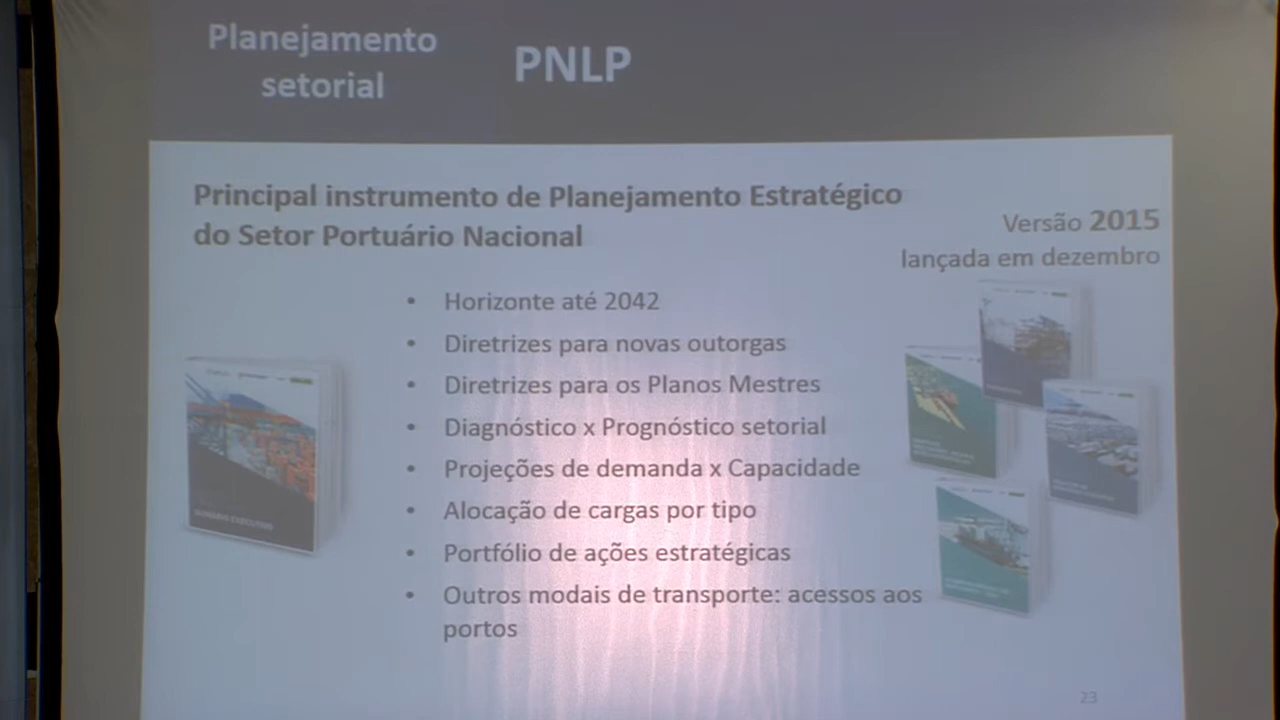 Planejamento
setorial
PNLP
Principal instrumento de Planejamento Estratégico
do Setor Portuário Nacional
Versão 2015
lançada em dezembro
• Horizonte até 2042
• Diretrizes para novas outorgas
• Diretrizes para os Planos Mestres
• Diagnóstico x Prognóstico setorial
• Projeções de demanda x Capacidade
• Alocação de cargas por tipo
• Portfólio de ações estratégicas
• Outros modais de transporte: acessos aos
portos
SUMÁRIO EXECUTIVO
23